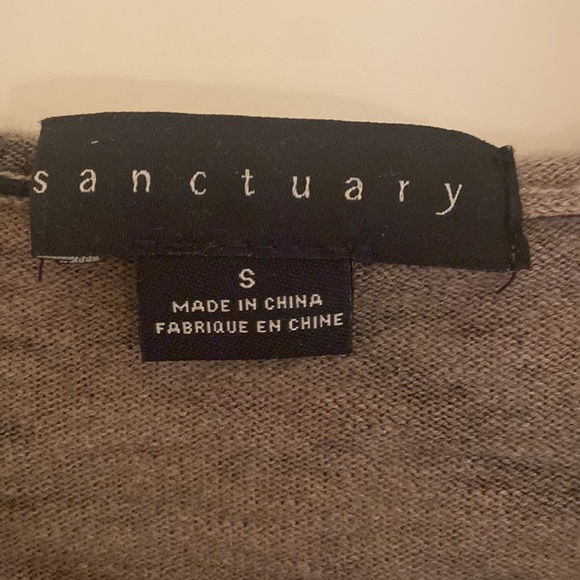 sanctuary
S
MADE IN CHINA
FABRIQUE EN CHINE